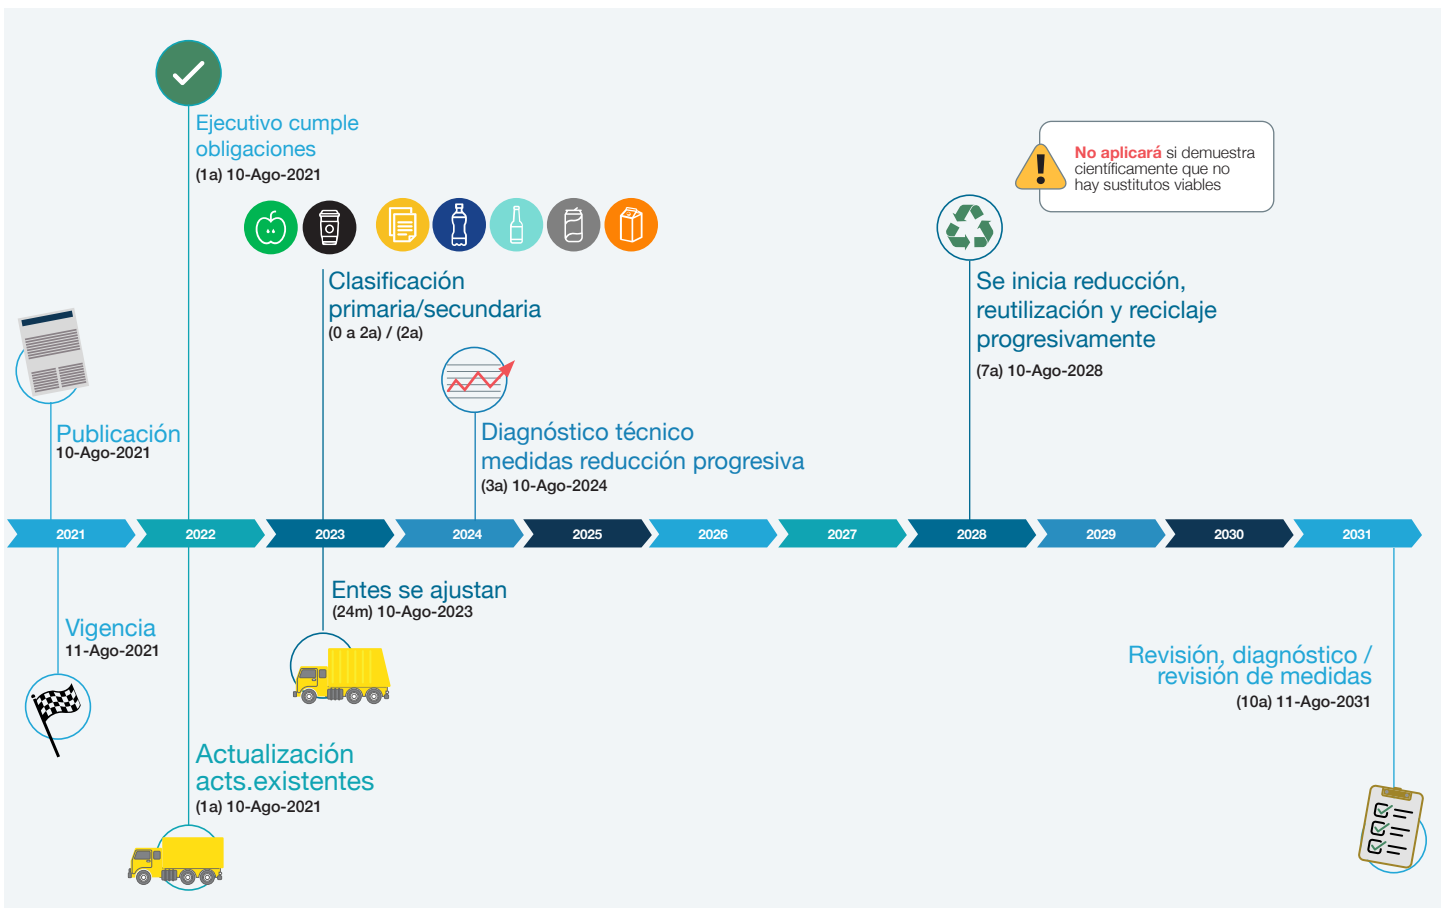 Ejecutivo cumple
obligaciones
(1a) 10-Ago-2021
No aplicará si demuestra
científicamente que no
hay sustitutos viables
Clasificación
primaria/secundaria
(0 a 2a) / (2a)
Se inicia reducción,
reutilización y reciclaje
progresivamente
(7a) 10-Ago-2028
Publicación
10-Ago-2021
Diagnóstico técnico
medidas reducción progresiva
(3a) 10-Ago-2024
2021 2022 2023 2024 2025 2026 2027 2028 2029 2030 2031
Entes se ajustan
(24m) 10-Ago-2023
Vigencia
11-Ago-2021
Revisión, diagnóstico /
revisión de medidas
(10a) 11-Ago-2031
Actualización
acts.existentes
(1a) 10-Ago-2021